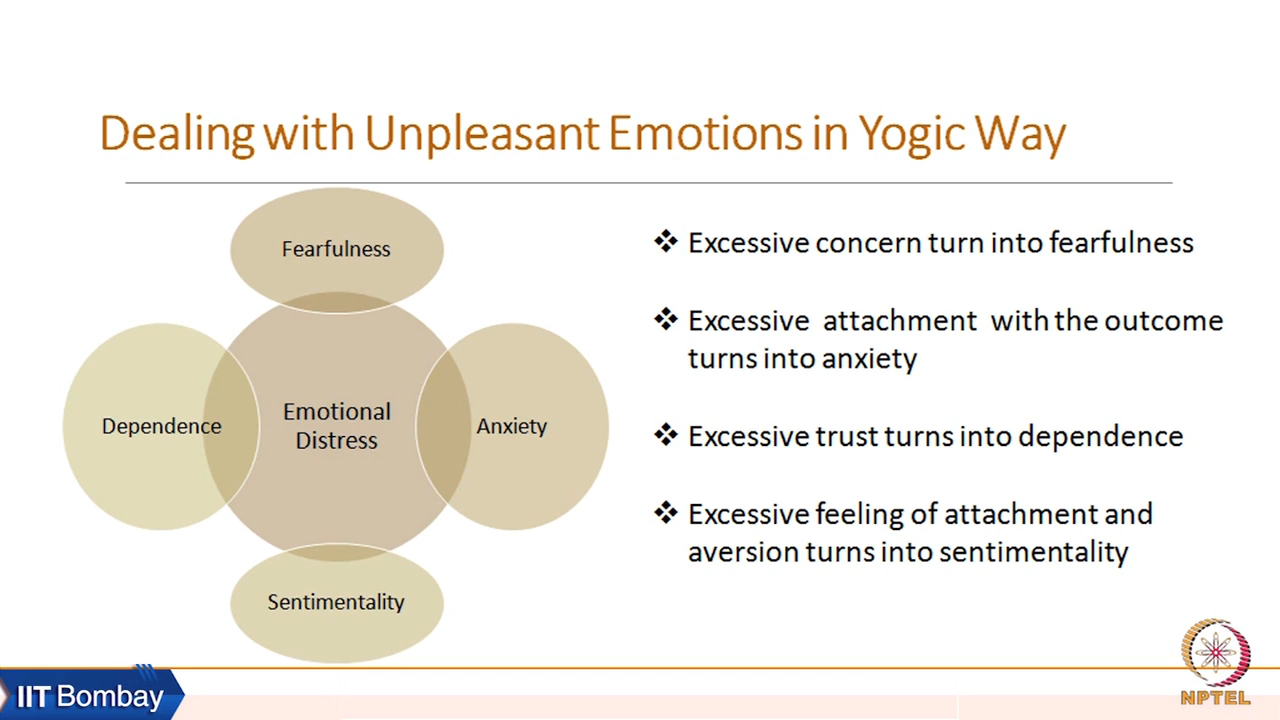 Dealing with Unpleasant Emotions in Yogic Way
Fearfulness
Dependence
Emotional
Distress
Anxiety
Sentimentality
❖ Excessive concern turn into fearfulness
❖ Excessive attachment with the outcome
turns into anxiety
❖ Excessive trust turns into dependence
❖ Excessive feeling of attachment and
aversion turns into sentimentality
IIT Bombay
NPTEL